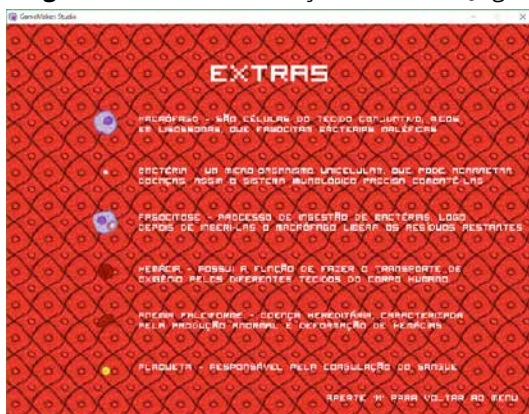 GameMaker Studio
EXTRAS
MACRÓFAGO - SÃO CÉLULAS DO TECIDO CONJUNTIVO, RICOS
EM LISOSSOMAS, QUE FAGOCITAM BACTÉRIAS MALÉFICAS
BACTÉRIA - UM MICRO-ORGANISMO UNICELULAR, QUE PODE ACARRETAR
DOENÇAS, ASSIM O SISTEMA IMUNOLÓGICO PRECISA COMBATÊ-LAS
FAGOCITOSE - PROCESSO DE INGESTÃO DE BACTÉRIAS, LOGO
DEPOIS DE INGERI-LAS O MACRÓFAGO LIBERA OS RESÍDUOS RESTANTES
HEMÁCIA - POSSUI A FUNÇÃO DE FAZER O TRANSPORTE DE
OXIGÊNIO PELOS DIFERENTES TECIDOS DO CORPO HUMANO
ANEMIA FALCIFORME - DOENÇA HEREDITÁRIA, CARACTERIZADA
PELA PRODUÇÃO ANORMAL E DEFORMAÇÃO DE HEMÁCIAS
PLAQUETA - RESPONSÁVEL PELA COAGULAÇÃO DO SANGUE
APERTE 'M' PARA VOLTAR AO MENU